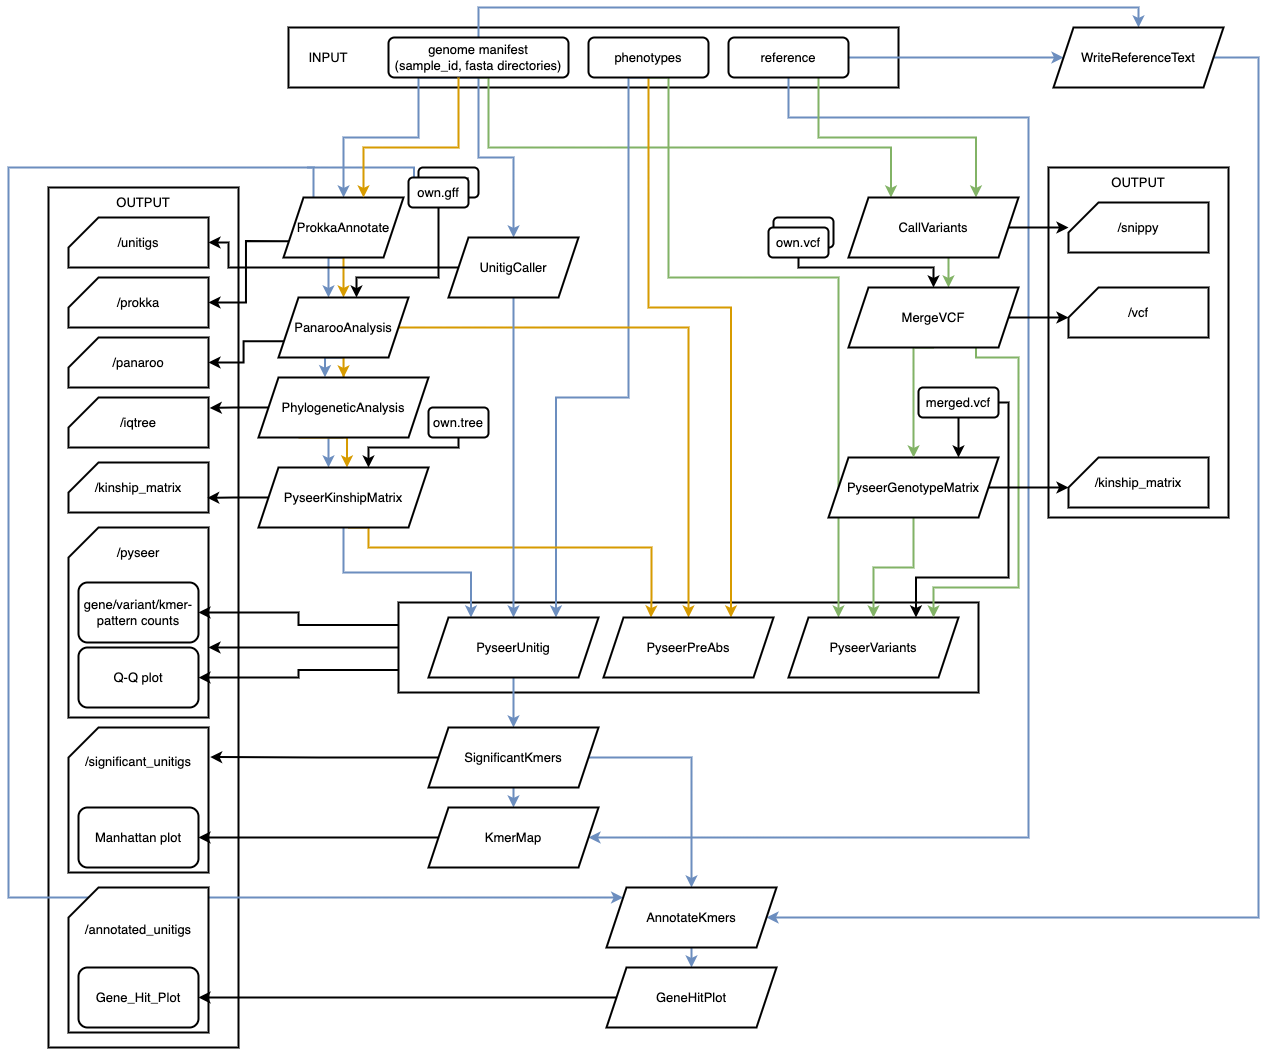 INPUT
genome manifest
(sample_id, fasta directories)
phenotypes
reference
WriteReferenceText
OUTPUT
/unitigs
/prokka
/panaroo
/iqtree
/kinship_matrix
/pyseer
gene/variant/kmer-
pattern counts
Q-Q plot
/significant_unitigs
Manhattan plot
/annotated_unitigs
Gene_Hit_Plot
ProkkaAnnotate
own.gff
UnitigCaller
PanarooAnalysis
PhylogeneticAnalysis
own.tree
PyseerKinshipMatrix
own.vcf
CallVariants
MergeVCF
merged.vcf
PyseerGenotypeMatrix
OUTPUT
/snippy
/vcf
/kinship_matrix
PyseerUnitig
PyseerPreAbs
PyseerVariants
SignificantKmers
KmerMap
AnnotateKmers
GeneHitPlot